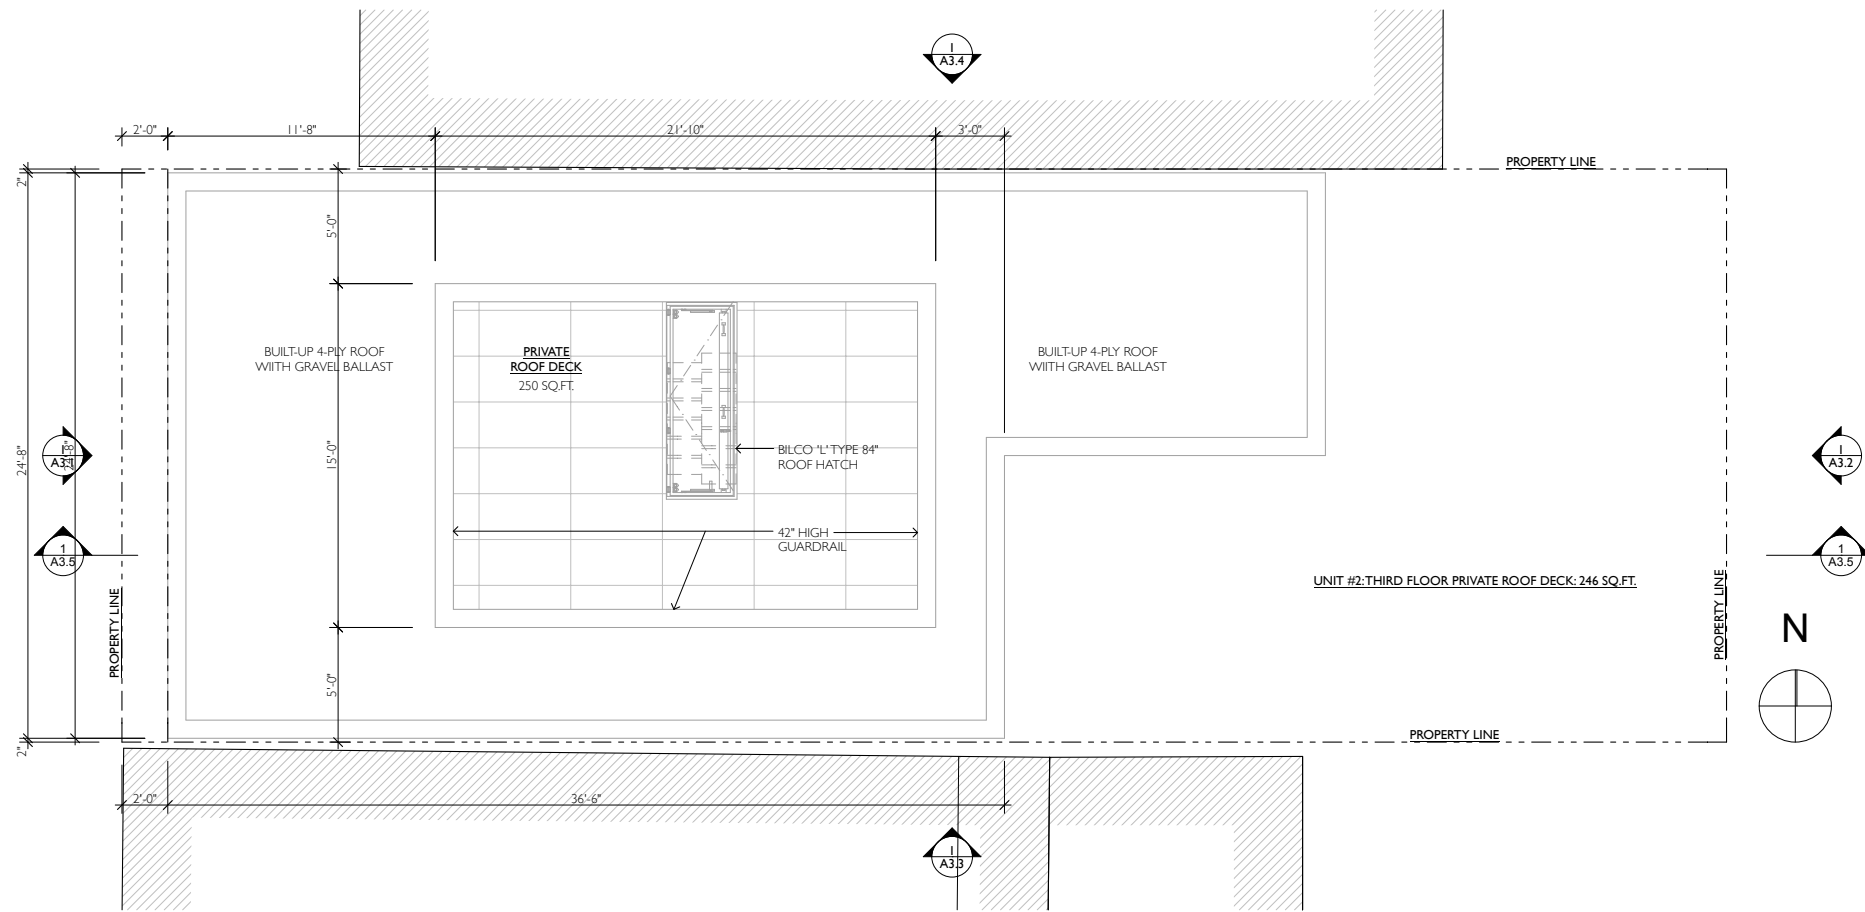 1
A3.4
2'-0"
11'-8"
21'-10"
3'-0"
PROPERTY LINE
2"
5'-0"
BUILT-UP 4-PLY ROOF
WIITH GRAVEL BALLAST
PRIVATE
ROOF DECK
250 SQ.FT.
BUILT-UP 4-PLY ROOF
WIITH GRAVEL BALLAST
24'-8"
1
A3.1
24'-8"
15'-0"
BILCO 'L' TYPE 84"
ROOF HATCH
1
A3.2
42" HIGH
GUARDRAIL
1
A3.5
1
A3.5
UNIT #2: THIRD FLOOR PRIVATE ROOF DECK: 246 SQ.FT.
PROPERTY LINE
PROPERTY LINE
N
5'-0"
2"
PROPERTY LINE
2'-0"
36'-6"
1
A3.3